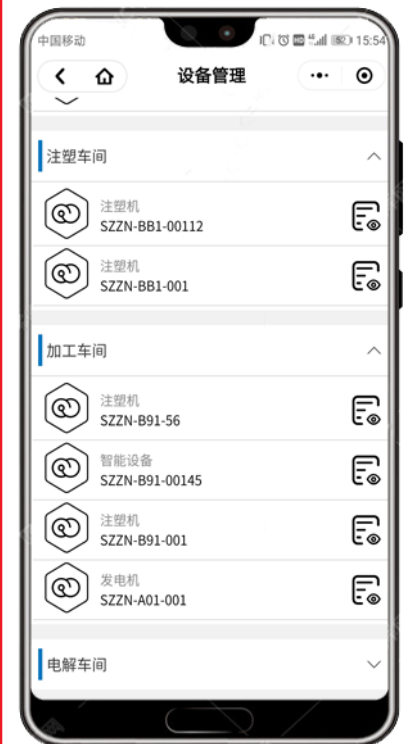 中国移动 HD 4G 52 15:54
设备管理
注塑车间
注塑机
SZZN-BB1-00112
注塑机
SZZN-BB1-001
加工车间
注塑机
SZZN-B91-56
智能设备
SZZN-B91-00145
注塑机
SZZN-B91-001
发电机
SZZN-A01-001
电解车间